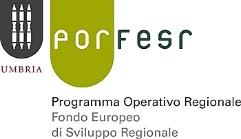 porfesr
UMBRIA
Programma Operativo Regionale
Fondo Europeo
di Sviluppo Regionale